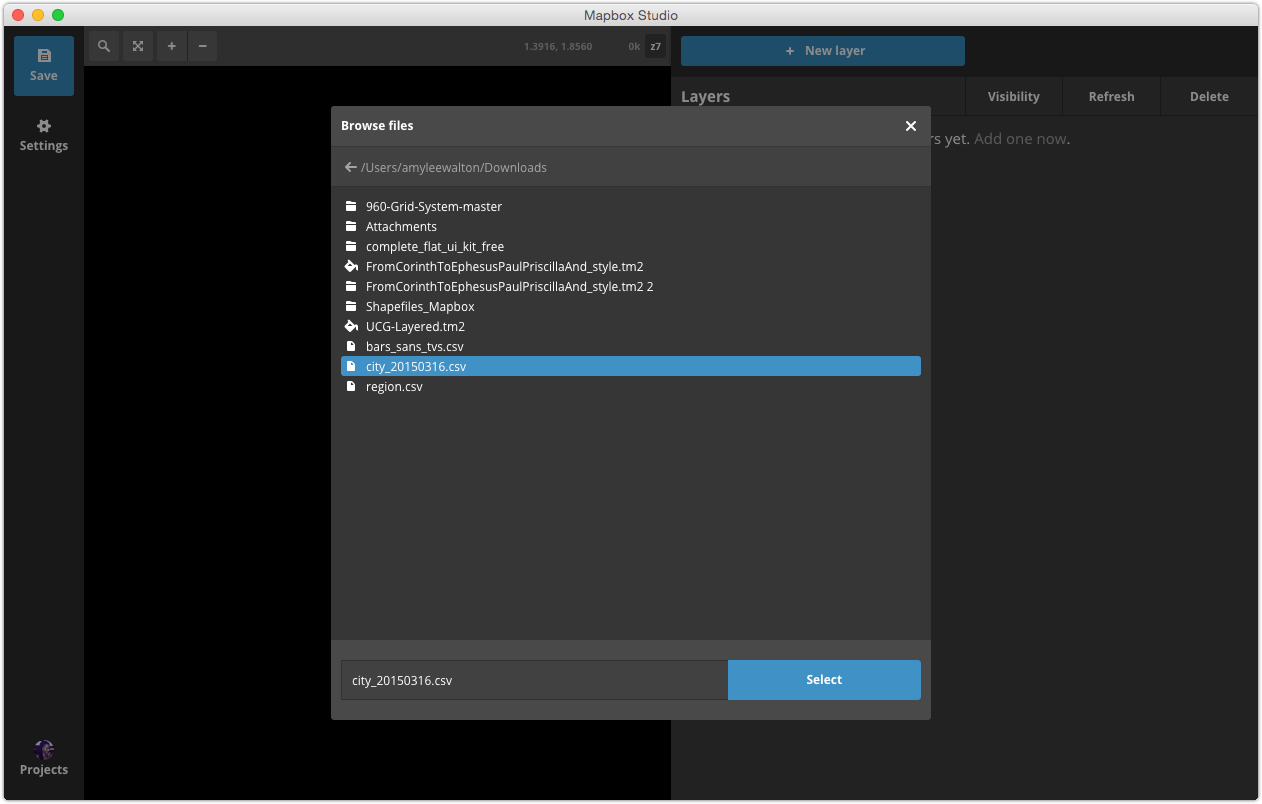 Mapbox Studio
Save
Settings
Projects
1.3916, 1.8560 0k z7
+ New layer
Layers Visibility Refresh Delete
rs yet. Add one now.
Browse files
/Users/amyleewalton/Downloads
960-Grid-System-master
Attachments
complete_flat_ui_kit_free
FromCorinthToEphesusPaulPriscillaAnd_style.tm2
FromCorinthToEphesusPaulPriscillaAnd_style.tm2 2
Shapefiles_Mapbox
UCG-Layered.tm2
bars_sans_tvs.csv
city_20150316.csv
region.csv
city_20150316.csv Select